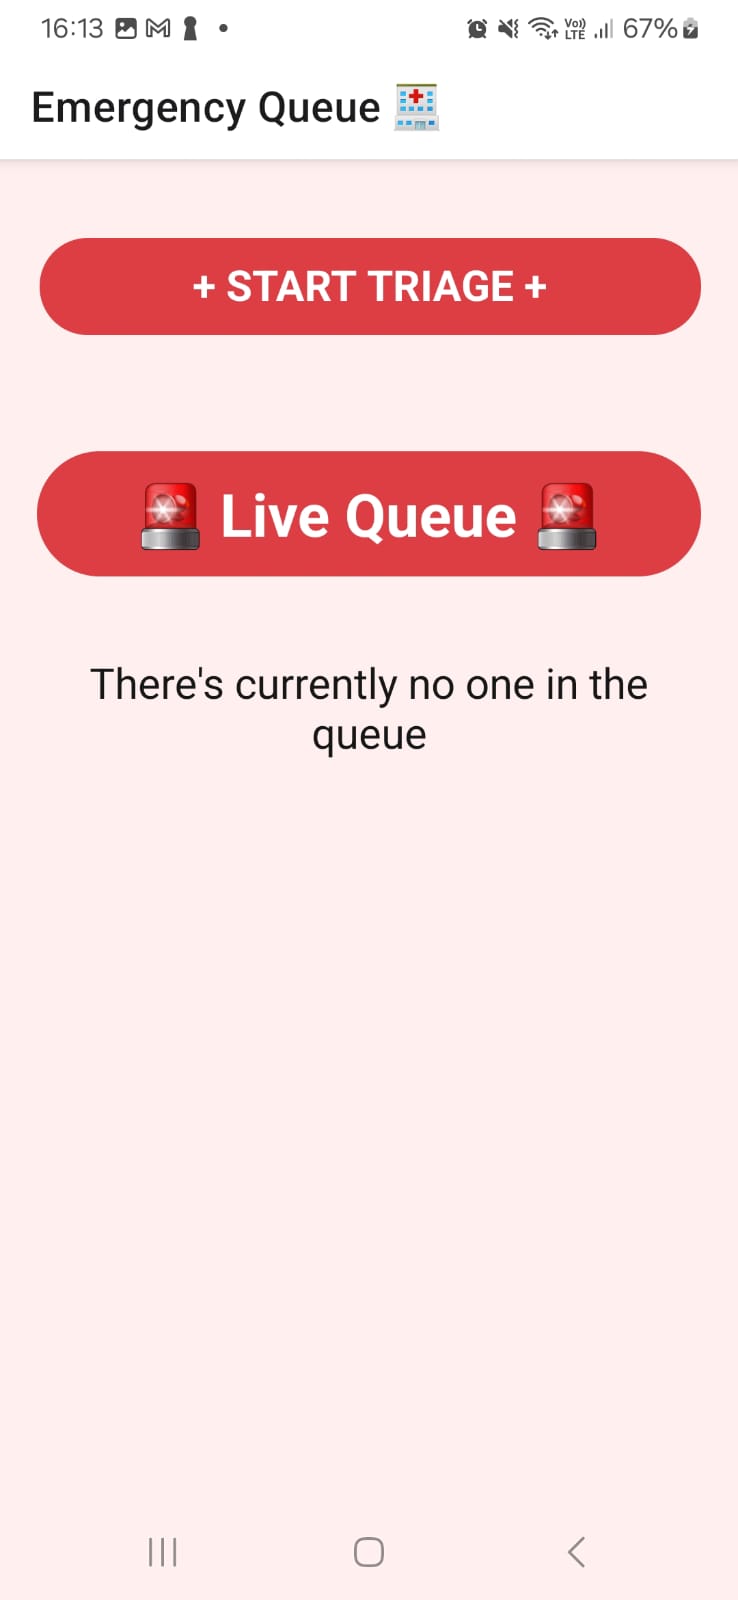 16:13
Vo)) LTE 67%
Emergency Queue
+ START TRIAGE +
Live Queue
There's currently no one in the
queue